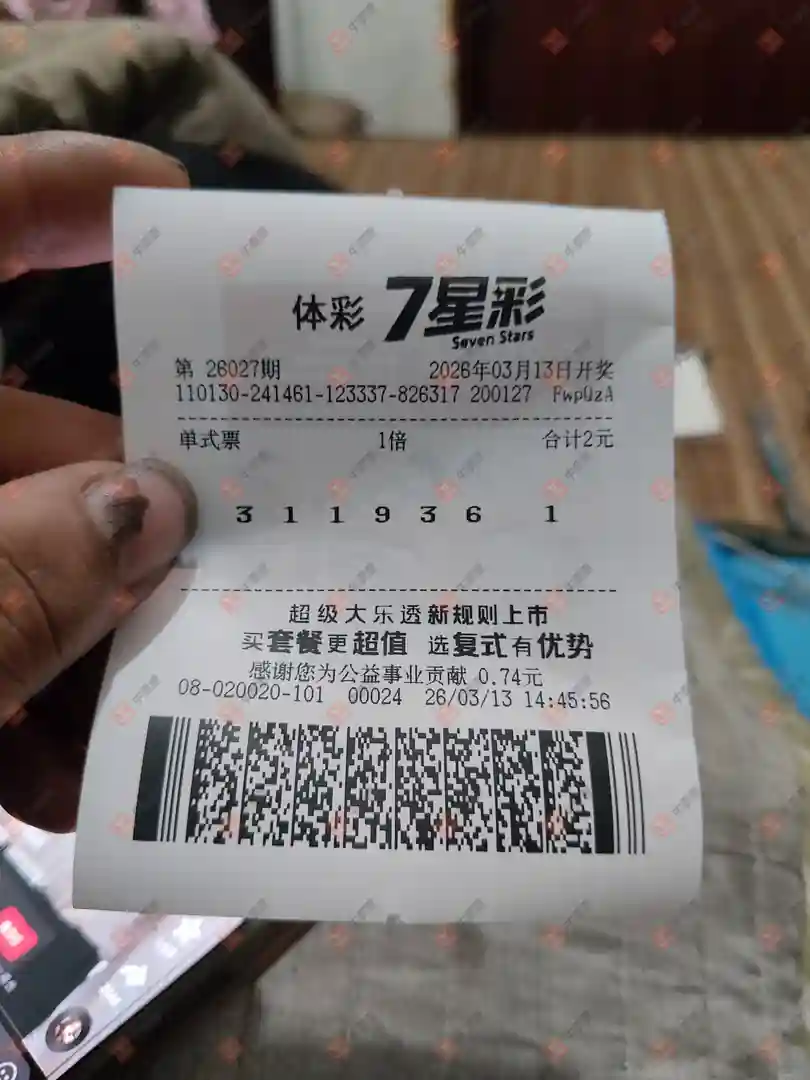 体彩 7星彩
Seven Stars
第 26027期 2026年03月13日开奖
110130-241461-123337-826317 200127 FwpQzA
单式票 1倍 合计2元
3 1 1 9 3 6 1
超级大乐透新规则上市
买套餐更超值 选复式有优势
感谢您为公益事业贡献 0.74元
08-020020-101 00024 26/03/13 14:45:56